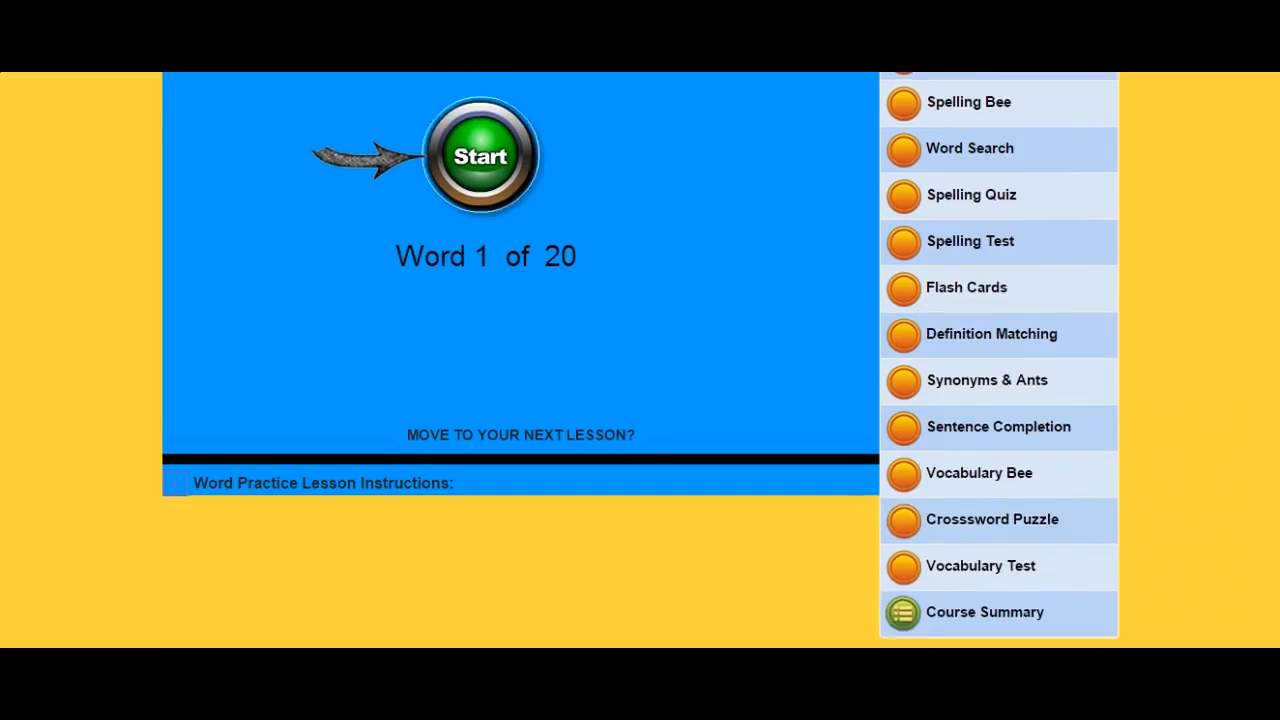 Start
Word 1 of 20
MOVE TO YOUR NEXT LESSON?
Word Practice Lesson Instructions:
Spelling Bee
Word Search
Spelling Quiz
Spelling Test
Flash Cards
Definition Matching
Synonyms & Ants
Sentence Completion
Vocabulary Bee
Crosssword Puzzle
Vocabulary Test
Course Summary